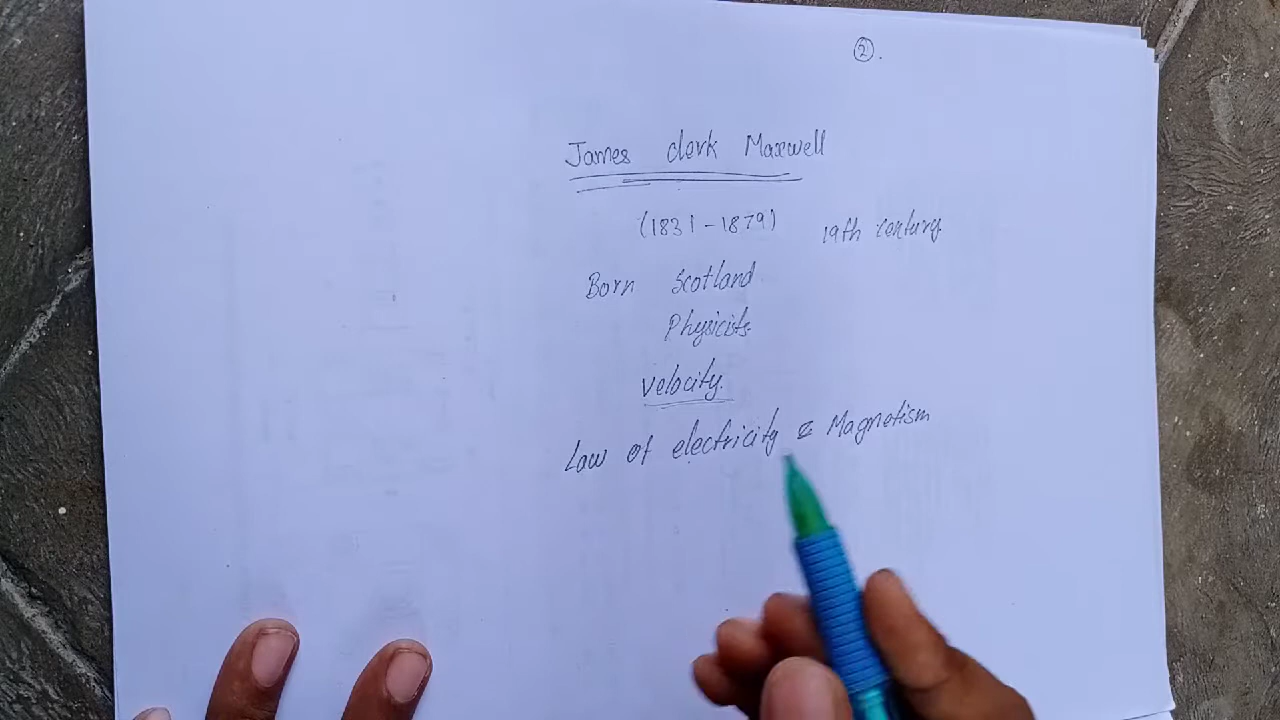 ②.
James clerk Maxwell
(1831-1879) 19th century
Born Scotland
Physicists
velocity.
Law of electricity & Magnetism